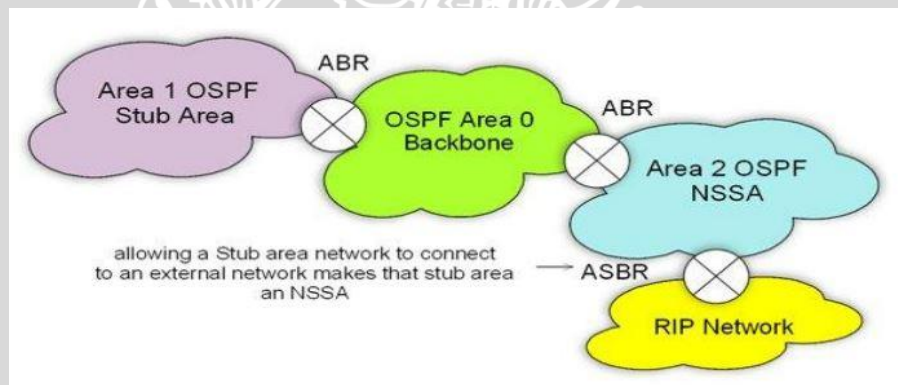 ABR
Area 1 OSPF
Stub Area
OSPF Area 0
Backbone
ABR
Area 2 OSPF
NSSA
allowing a Stub area network to connect
to an external network makes that stub area
an NSSA
ASBR
RIP Network